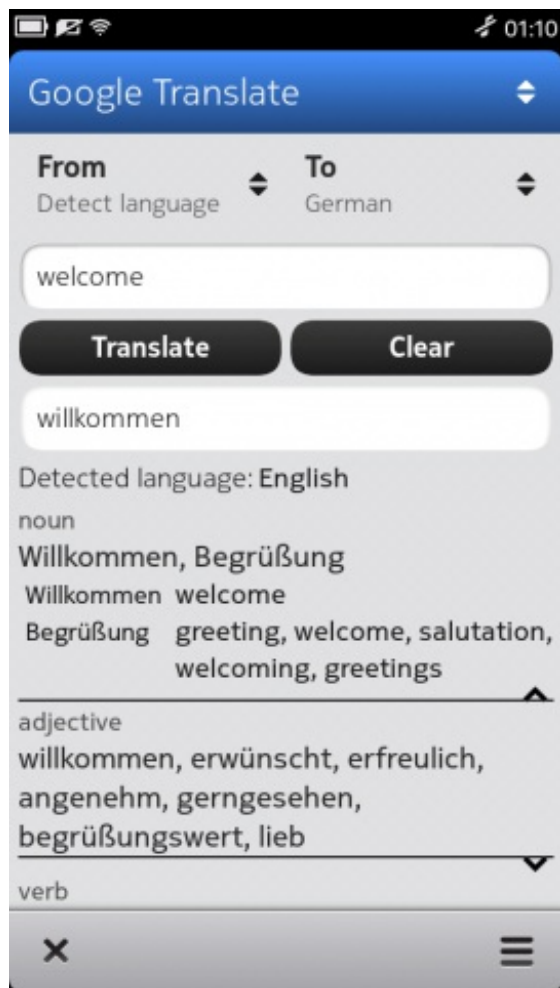 01:10
Google Translate
From To
Detect language German
welcome
Translate Clear
willkommen
Detected language: English
noun
Willkommen, Begrüßung
Willkommen welcome
Begrüßung greeting, welcome, salutation,
welcoming, greetings
adjective
willkommen, erwünscht, erfreulich,
angenehm, gerngesehen,
begrüßungswert, lieb
verb